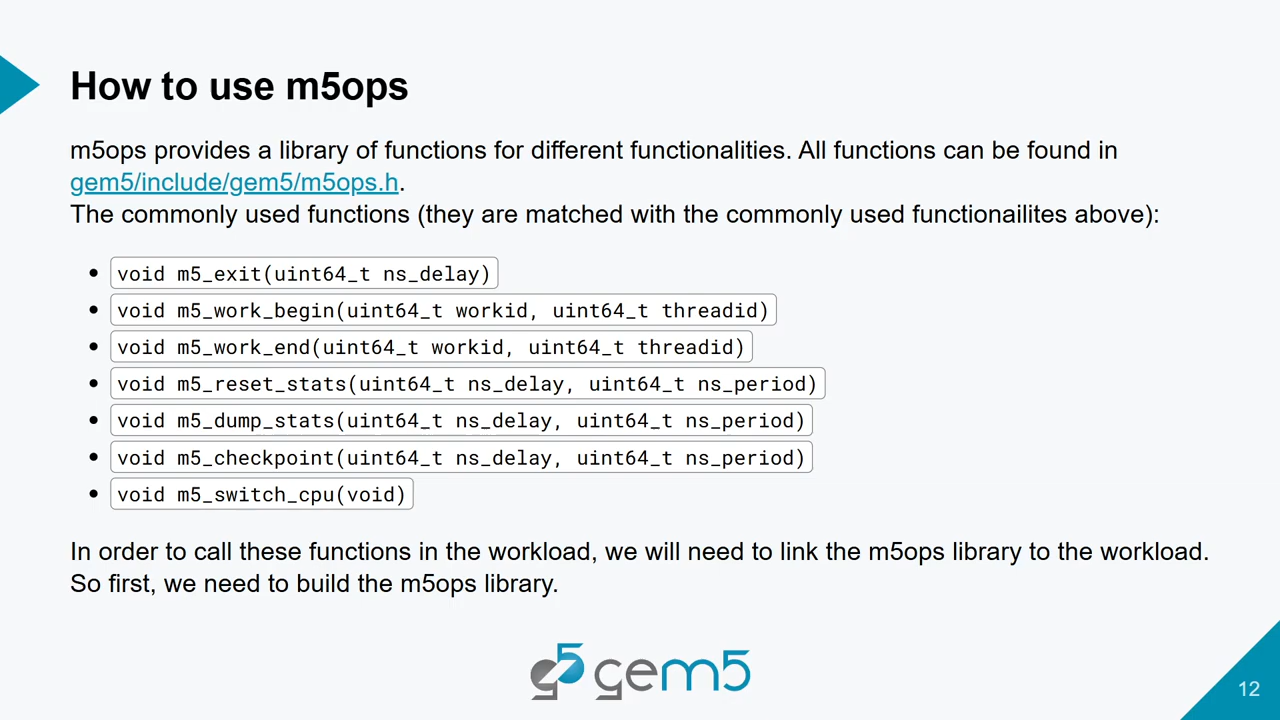 How to use m5ops
m5ops provides a library of functions for different functionalities. All functions can be found in
gem5/include/gem5/m5ops.h.
The commonly used functions (they are matched with the commonly used functionailites above):
• void m5_exit(uint64_t ns_delay)
• void m5_work_begin(uint64_t workid, uint64_t threadid)
• void m5_work_end(uint64_t workid, uint64_t threadid)
• void m5_reset_stats(uint64_t ns_delay, uint64_t ns_period)
• void m5_dump_stats(uint64_t ns_delay, uint64_t ns_period)
• void m5_checkpoint(uint64_t ns_delay, uint64_t ns_period)
• void m5_switch_cpu(void)
In order to call these functions in the workload, we will need to link the m5ops library to the workload.
So first, we need to build the m5ops library.
g5 gem5
12